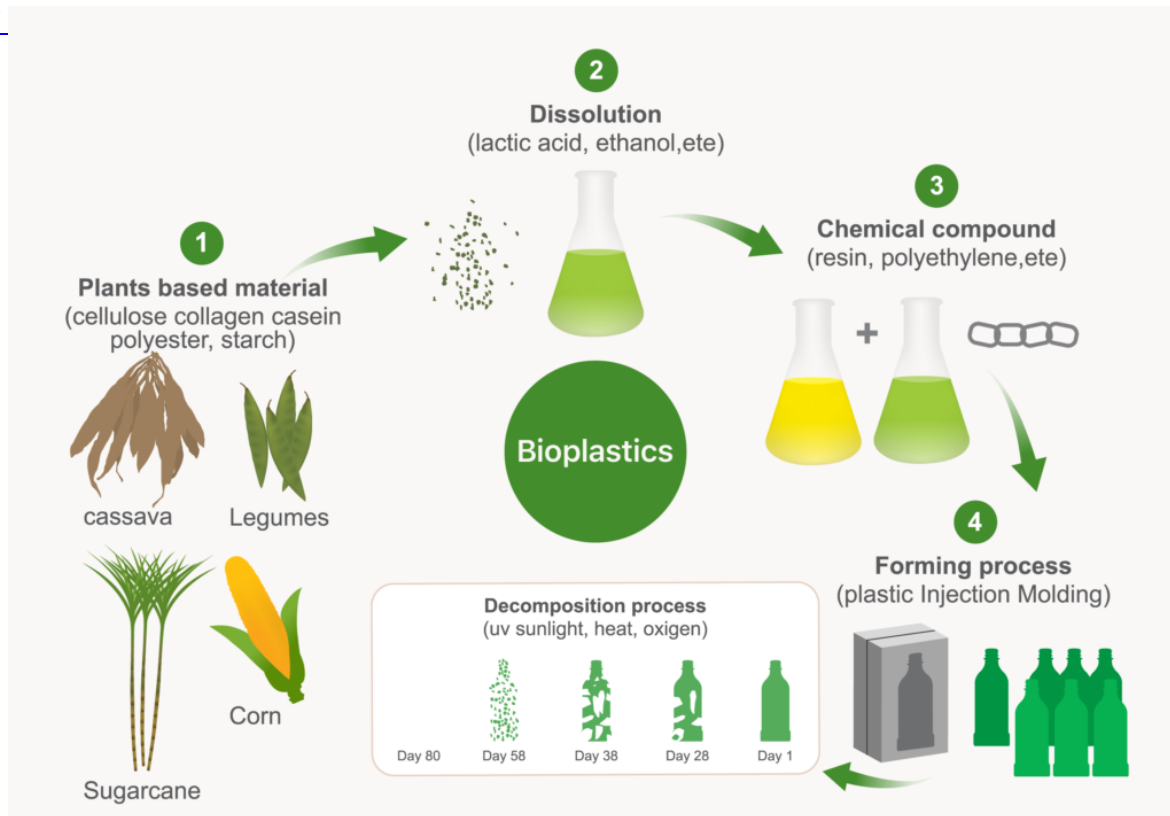 1
Plants based material
(cellulose collagen casein
polyester, starch)
cassava
Legumes
Sugarcane
Corn
2
Dissolution
(lactic acid, ethanol,ete)
3
Chemical compound
(resin, polyethylene,ete)
+
Bioplastics
4
Forming process
(plastic Injection Molding)
Decomposition process
(uv sunlight, heat, oxigen)
Day 80 Day 58 Day 38 Day 28 Day 1